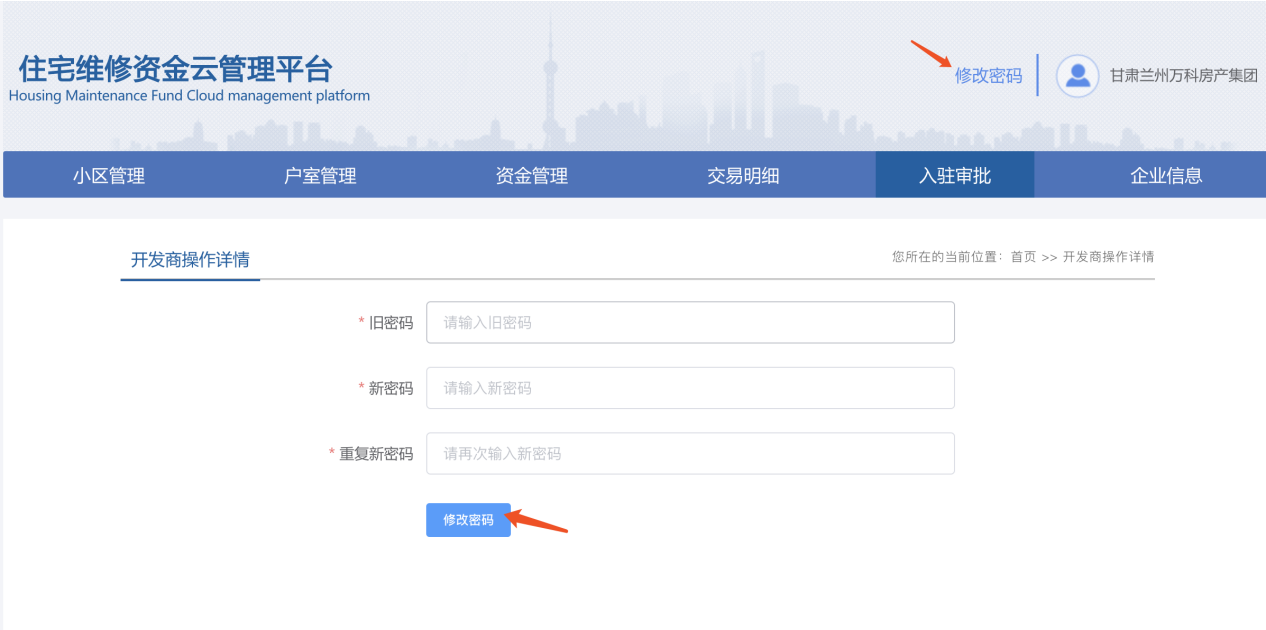 住宅维修资金云管理平台
Housing Maintenance Fund Cloud management platform
修改密码
甘肃兰州万科房产集团
小区管理 户室管理 资金管理 交易明细 入驻审批 企业信息
开发商操作详情
您所在的当前位置：首页 >> 开发商操作详情
* 旧密码 请输入旧密码
* 新密码 请输入新密码
* 重复新密码 请再次输入新密码
修改密码